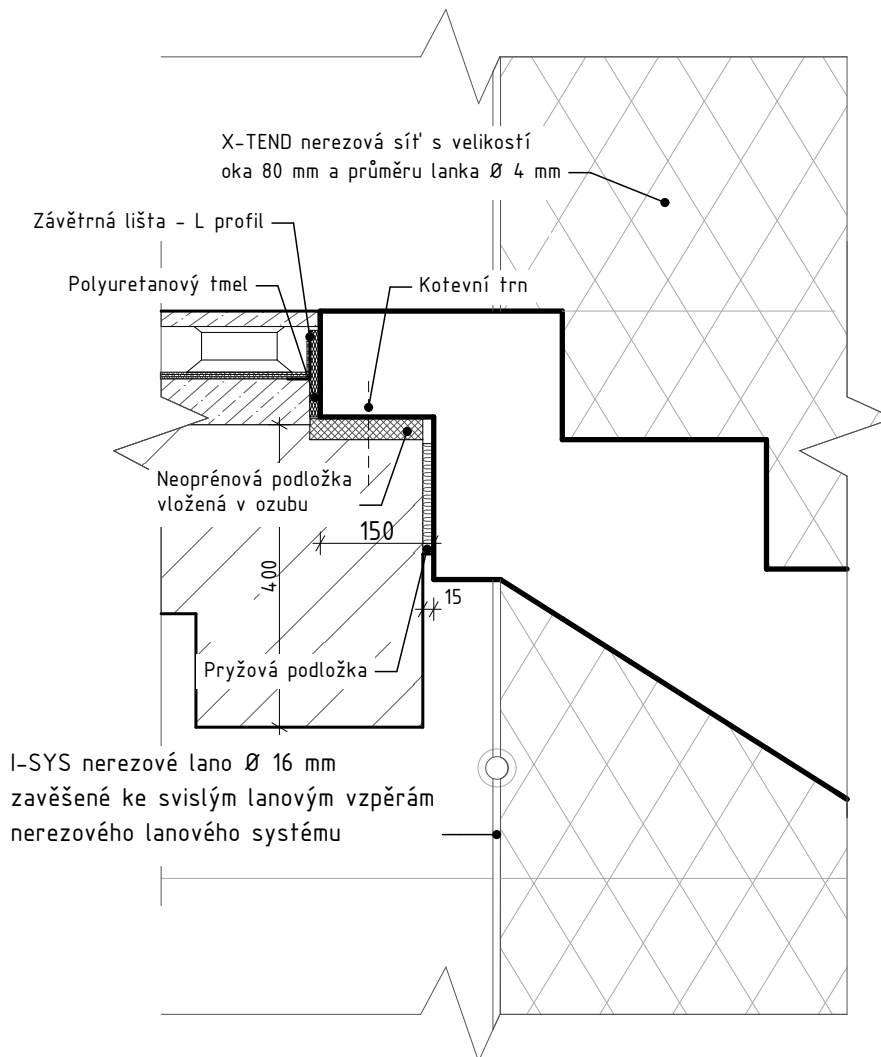 X-TEND nerezová síť s velikostí
oka 80 mm a průměru lanka Ø 4 mm
Závětrná lišta - L profil
Polyuretanový tmel
Kotevní trn
Neoprénová podložka
vložená v ozubu
150
400
15
Pryžová podložka
I-SYS nerezové lano Ø 16 mm
zavěšené ke svislým lanovým vzpěrám
nerezového lanového systému